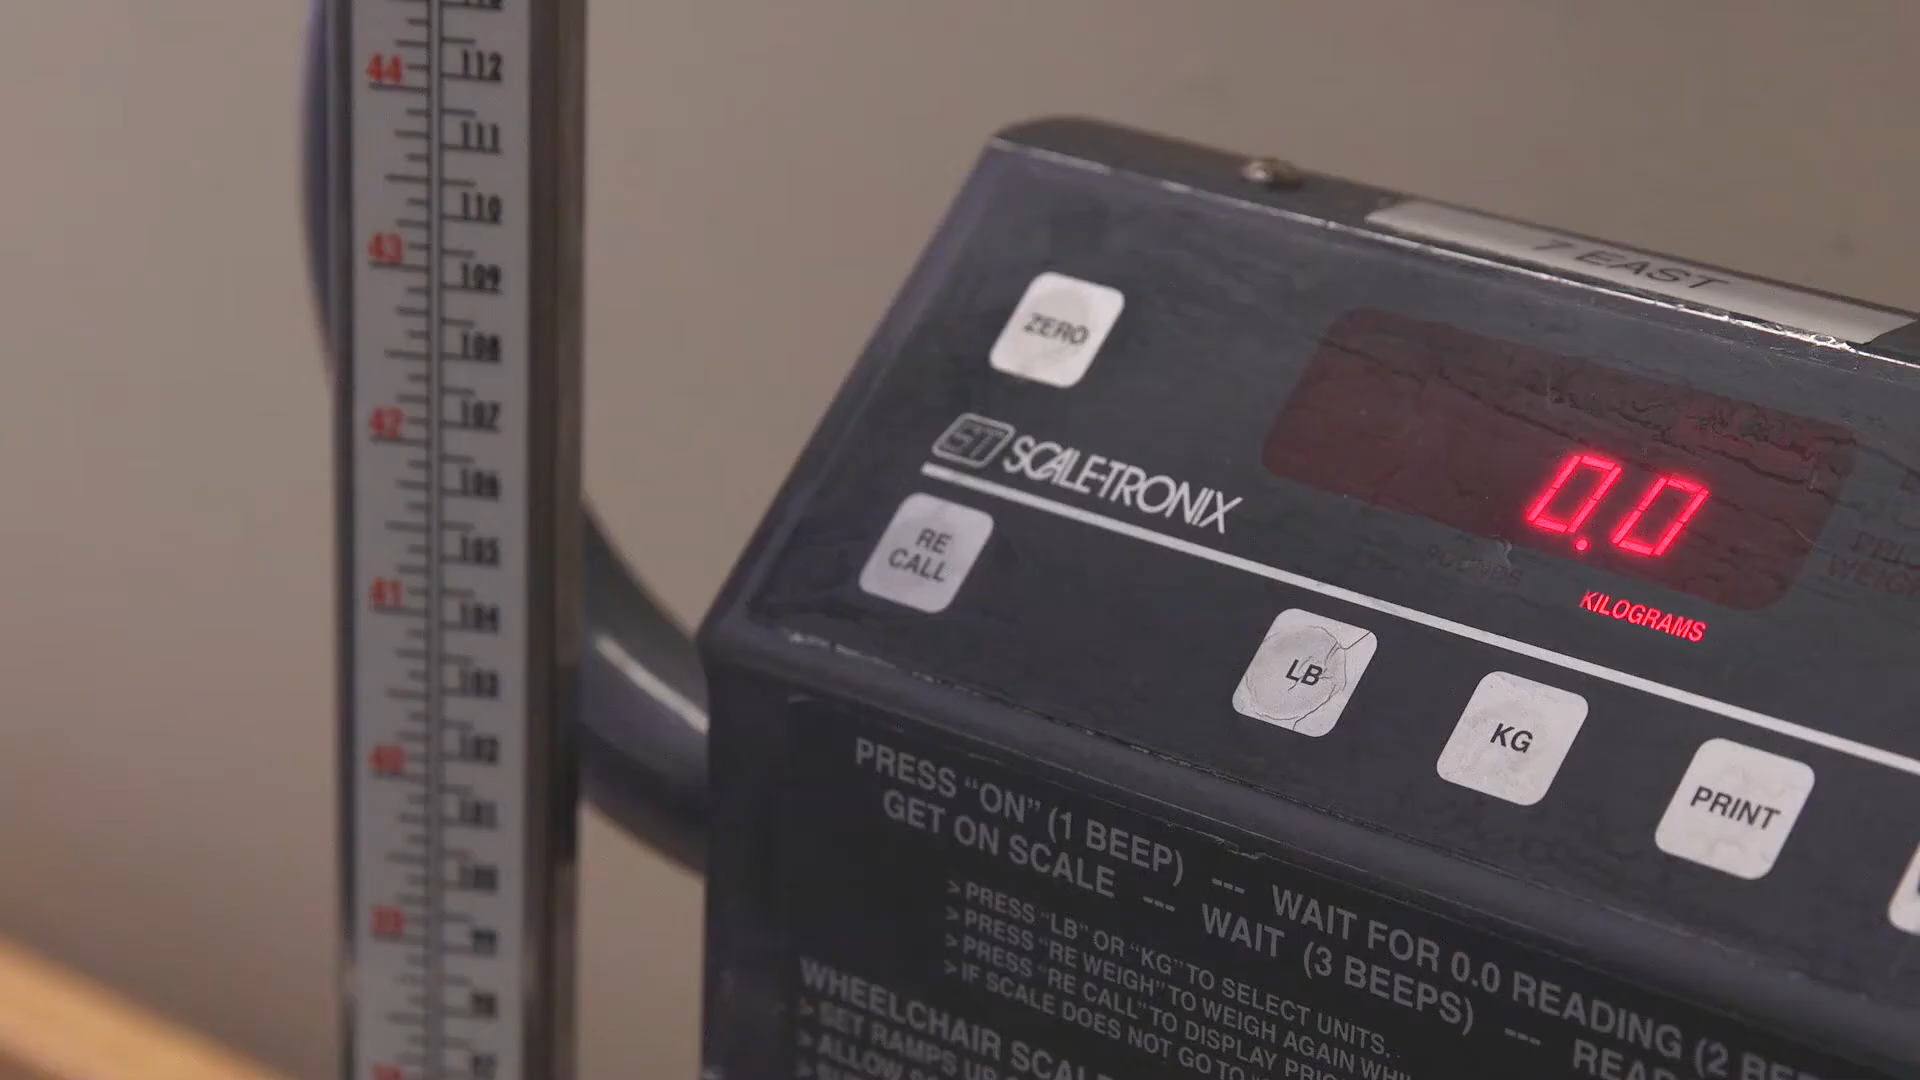 44
112
111
110
43
109
108
42
107
106
105
41
104
103
40
102
101
100
39
99
98
7 EAST
ZERO
0.0
ST SCALE-TRONIX
KILOGRAMS
RE
CALL
LB
KG
PRINT
PRESS “ON” (1 BEEP) --- WAIT FOR 0.0 READING (2
GET ON SCALE --- WAIT (3 BEEPS) ---
> PRESS “LB” OR “KG” TO SELECT UNITS.
> PRESS “RE WEIGH” TO WEIGH AGAIN
> PRESS “RE CALL” TO DISPLAY
> IF SCALE DOES NOT GO TO
WHEELCHAIR
> SET RAMPS
> ALLOW